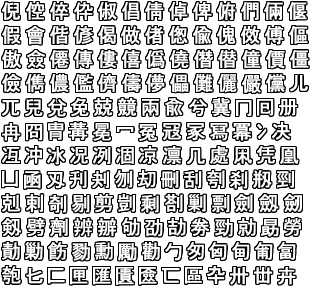 倪倥倅伜俶倡倩倬俾俯們倆偃
假會偕偐偈做偖偬偸傀傚傅傴
傲僉僊傳僂僖僞僥僭僣僮價僵
儉儁儂儖儕儔儚儡儺儷儼儻儿
兀兒兌兔兢竸兩兪兮冀冂囘册
冉冏冑冓冕冖冤冦冢冩冪冫决
冱冲冰况冽凅凉凛几處凩凭凰
凵凾刄刋刔刎刧刪刮刳刹剏剄
剋剌剞剔剪剴剩剳剿剽劍劔劒
剱劈劑辨辧劬劭劼劵勁勍勗勞
勣勦飭勠勳勵勸勹匆匈甸匍匐
匏匕匚匣匯匱匳匸區卆卅丗卉